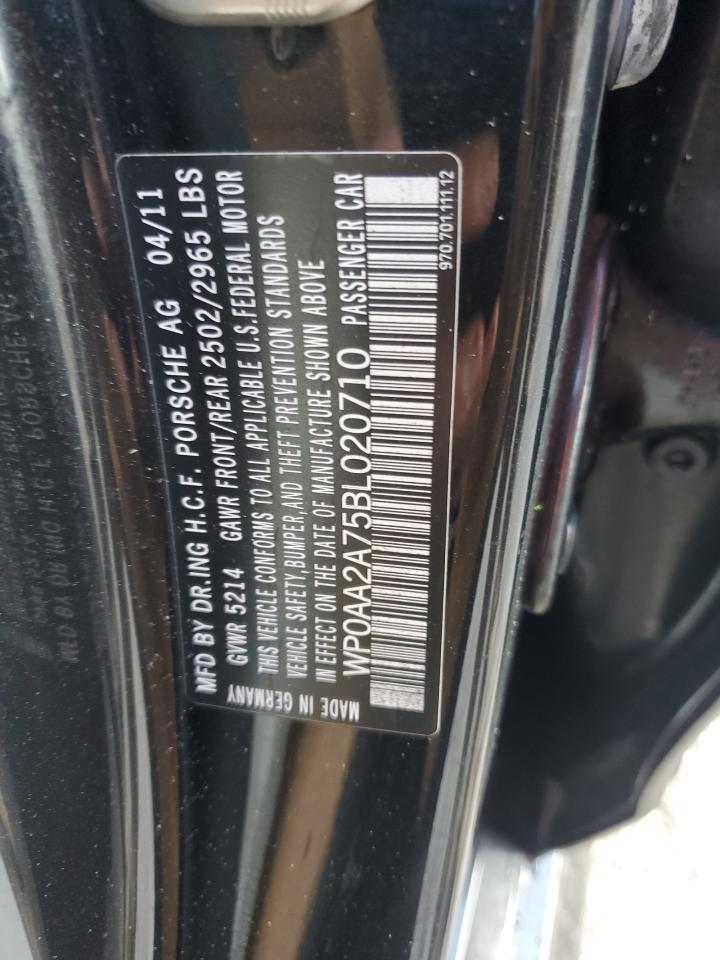 MFD BY DR.ING H.C.F. PORSCHE AG 04/11
GVWR 5214 GAWR FRONT/REAR 2502/2965 LBS
THIS VEHICLE CONFORMS TO ALL APPLICABLE U.S.FEDERAL MOTOR
VEHICLE SAFETY,BUMPER,AND THEFT PREVENTION STANDARDS
IN EFFECT ON THE DATE OF MANUFACTURE SHOWN ABOVE
MADE IN GERMANY
WP0AA2A75BL020710 PASSENGER CAR
970.701.111.12